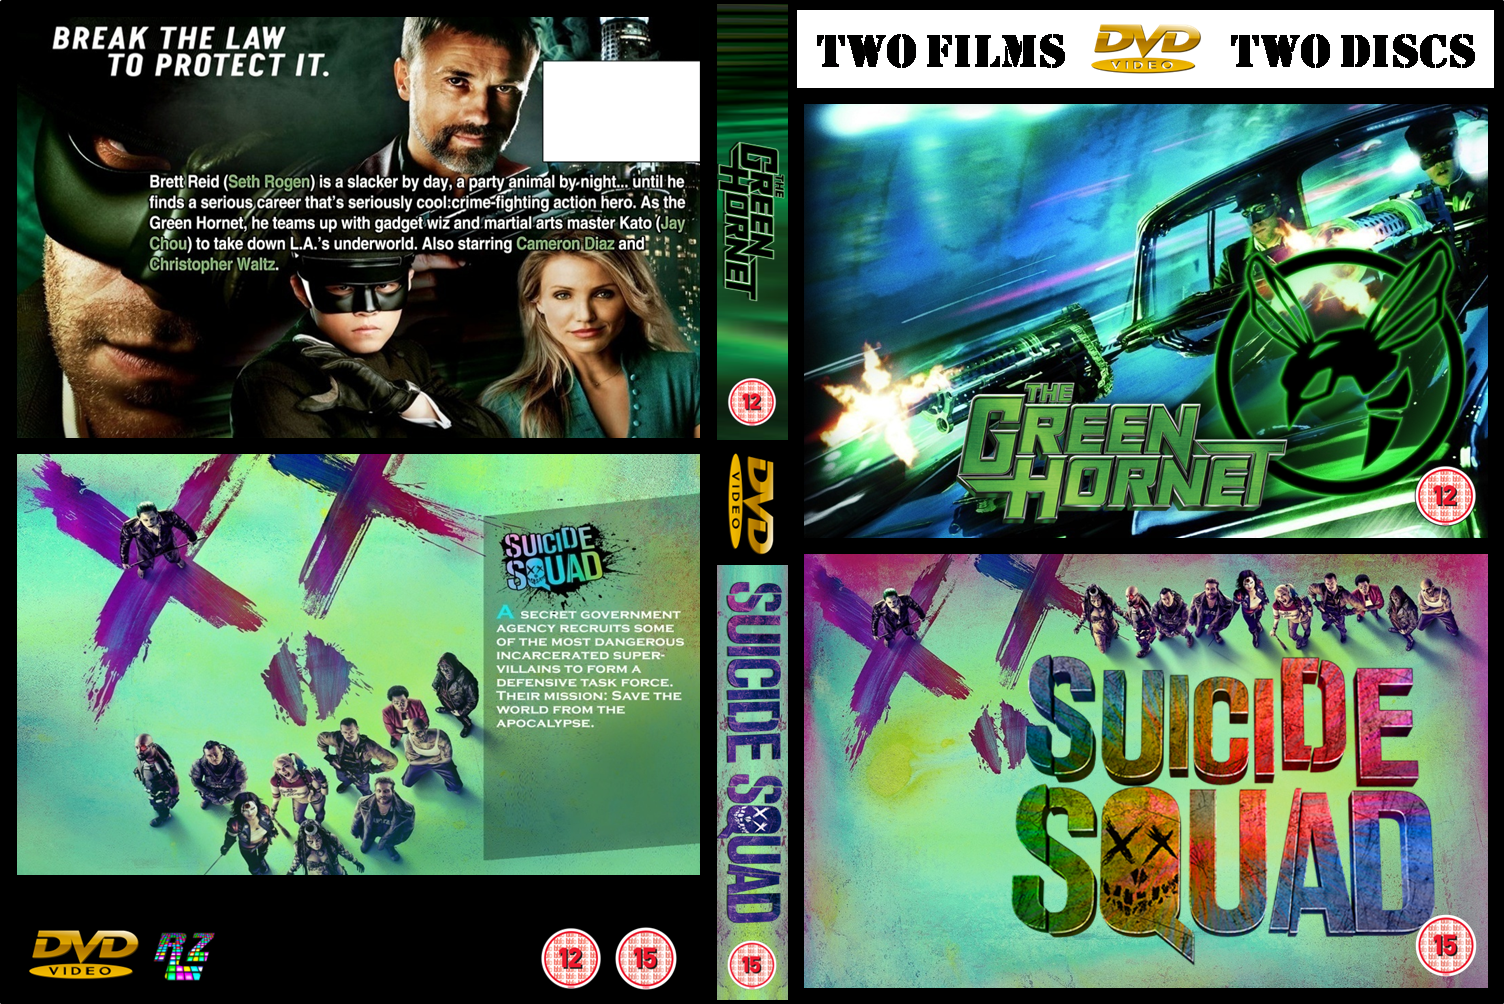 BREAK THE LAW
TO PROTECT IT.
Brett Reid (Seth Rogen) is a slacker by day, a party animal by night... until he
finds a serious career that's seriously cool:crime-fighting action hero. As the
Green Hornet, he teams up with gadget wiz and martial arts master Kato (Jay
Chou) to take down L.A.'s underworld. Also starring Cameron Diaz and
Christopher Waltz.
SUICIDE
SQUAD
A SECRET GOVERNMENT
AGENCY RECRUITS SOME
OF THE MOST DANGEROUS
INCARCERATED SUPER-
VILLAINS TO FORM A
DEFENSIVE TASK FORCE.
THEIR MISSION: SAVE THE
WORLD FROM THE
APOCALYPSE.
DVD
VIDEO
12
15
THE
GREEN
HORNET
12
DVD
VIDEO
SUICIDE SQUAD
15
TWO FILMS
DVD
VIDEO
TWO DISCS
THE
GREEN
HORNET
12
SUICIDE
SQUAD
15